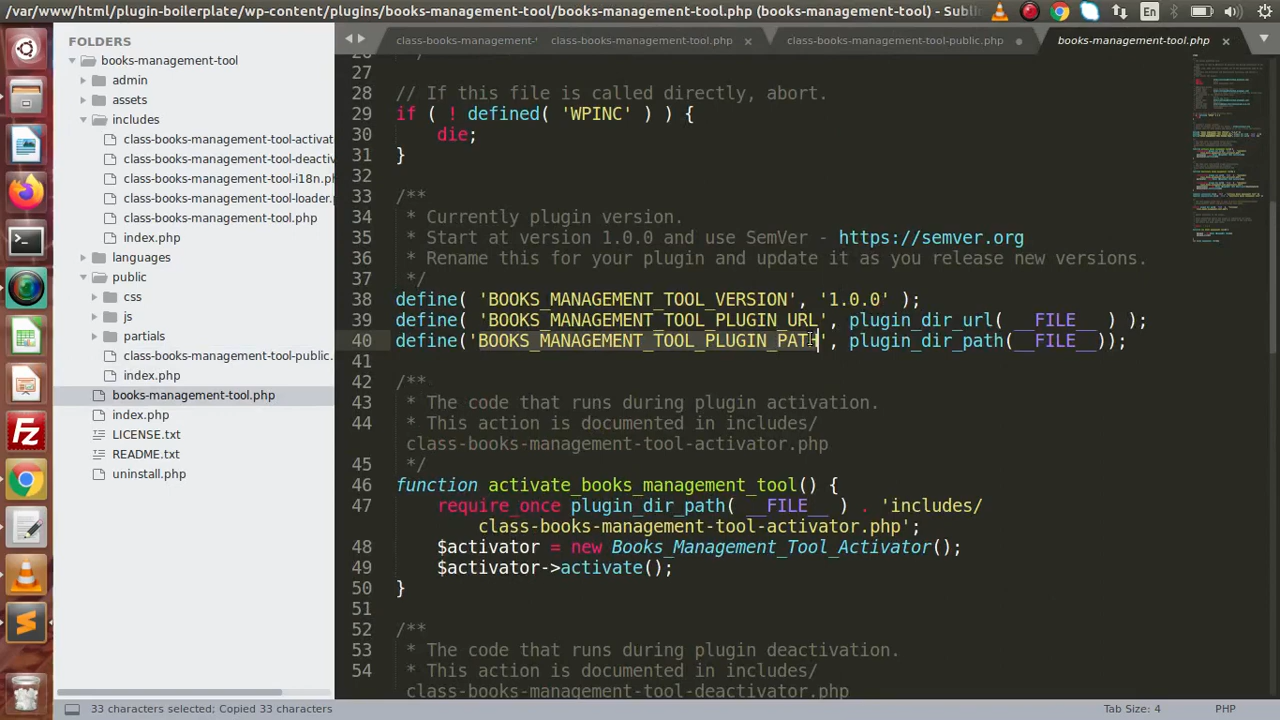 /var/www/html/plugin-boilerplate/wp-content/plugins/books-management-tool/books-management-tool.php (books-management-tool) - Subli
En
FOLDERS
books-management-tool
admin
assets
includes
class-books-management-tool-activat
class-books-management-tool-deactiv
class-books-management-tool-i18n.ph
class-books-management-tool-loader.p
class-books-management-tool.php
index.php
languages
public
css
js
partials
class-books-management-tool-public.
index.php
books-management-tool.php
index.php
LICENSE.txt
README.txt
uninstall.php
class-books-management-t
class-books-management-tool.php
class-books-management-tool-public.php
books-management-tool.php
27
28 // If this file is called directly, abort.
29 if ( ! defined( 'WPINC' ) ) {
30 die;
31 }
32
33 /**
34 * Currently plugin version.
35 * Start at version 1.0.0 and use SemVer - https://semver.org
36 * Rename this for your plugin and update it as you release new versions.
37 */
38 define( 'BOOKS_MANAGEMENT_TOOL_VERSION', '1.0.0' );
39 define( 'BOOKS_MANAGEMENT_TOOL_PLUGIN_URL', plugin_dir_url( __FILE__ ) );
40 define('BOOKS_MANAGEMENT_TOOL_PLUGIN_PATH', plugin_dir_path(__FILE__));
41
42 /**
43 * The code that runs during plugin activation.
44 * This action is documented in includes/
class-books-management-tool-activator.php
45 */
46 function activate_books_management_tool() {
47 require_once plugin_dir_path( __FILE__ ) . 'includes/
class-books-management-tool-activator.php';
48 $activator = new Books_Management_Tool_Activator();
49 $activator->activate();
50 }
51
52 /**
53 * The code that runs during plugin deactivation.
54 * This action is documented in includes/
class-books-management-tool-deactivator.php
33 characters selected; Copied 33 characters
Tab Size: 4
PHP